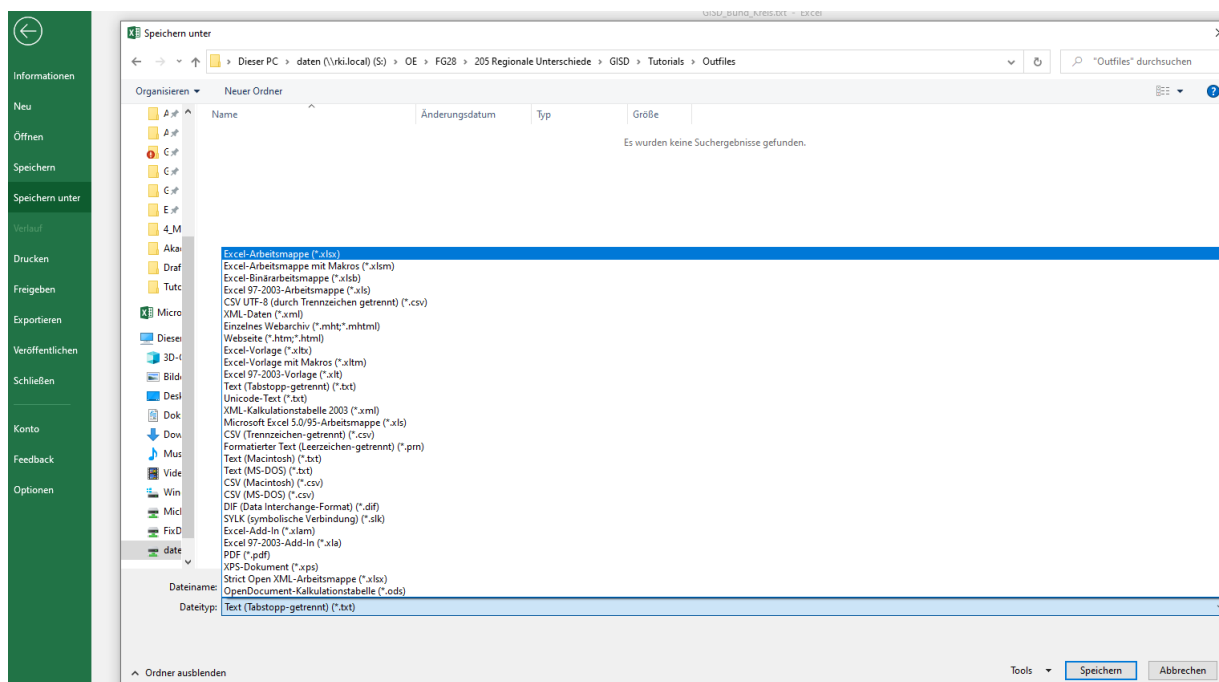 GISD_Bund_Kreis.txt - Excel
Speichern unter
Dieser PC > daten (\\rki.local) (S:) > OE > FG28 > 205 Regionale Unterschiede > GISD > Tutorials > Outfiles
"Outfiles" durchsuchen
Organisieren
Neuer Ordner
Informationen
Neu
Öffnen
Speichern
Speichern unter
Verlauf
Drucken
Freigeben
Exportieren
Veröffentlichen
Schließen
Konto
Feedback
Optionen
Name Änderungsdatum Typ Größe
Es wurden keine Suchergebnisse gefunden.
A
A
G
G
G
E
4_M
Aka
Draf
Tuto
Micro
Dieser
3D-
Bild
Desk
Dok
Dow
Mus
Vide
Win
Mic
FixD
date
Excel-Arbeitsmappe (*.xlsx)
Excel-Arbeitsmappe mit Makros (*.xlsm)
Excel-Binärarbeitsmappe (*.xlsb)
Excel 97-2003-Arbeitsmappe (*.xls)
CSV UTF-8 (durch Trennzeichen getrennt) (*.csv)
XML-Daten (*.xml)
Einzelnes Webarchiv (*.mht;*.mhtml)
Webseite (*.htm;*.html)
Excel-Vorlage (*.xltx)
Excel-Vorlage mit Makros (*.xltm)
Excel 97-2003-Vorlage (*.xlt)
Text (Tabstopp-getrennt) (*.txt)
Unicode-Text (*.txt)
XML-Kalkulationstabelle 2003 (*.xml)
Microsoft Excel 5.0/95-Arbeitsmappe (*.xls)
CSV (Trennzeichen-getrennt) (*.csv)
Formatierter Text (Leerzeichen-getrennt) (*.prn)
Text (Macintosh) (*.txt)
Text (MS-DOS) (*.txt)
CSV (Macintosh) (*.csv)
CSV (MS-DOS) (*.csv)
DIF (Data Interchange-Format) (*.dif)
SYLK (symbolische Verbindung) (*.slk)
Excel-Add-In (*.xlam)
Excel 97-2003-Add-In (*.xla)
PDF (*.pdf)
XPS-Dokument (*.xps)
Strict Open XML-Arbeitsmappe (*.xlsx)
OpenDocument-Kalkulationstabelle (*.ods)
Dateiname:
Dateityp: Text (Tabstopp-getrennt) (*.txt)
Ordner ausblenden
Tools
Speichern
Abbrechen